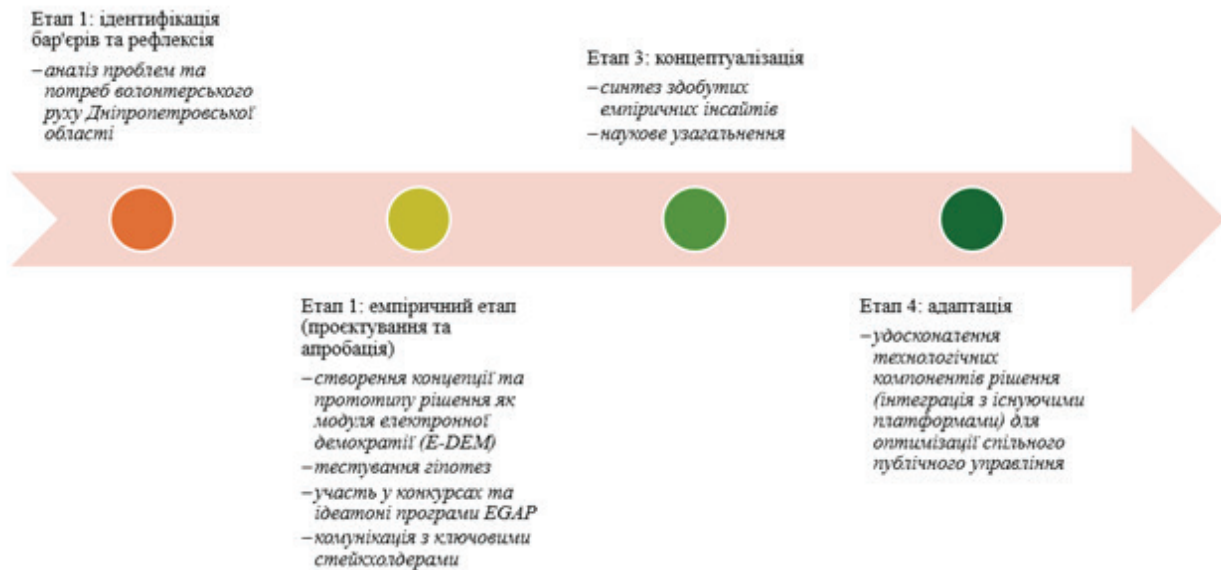 Етап 1: ідентифікація
бар'єрів та рефлексія
–аналіз проблем та
потреб волонтерського
руху Дніпропетровської
області
Етап 1: емпіричний етап
(проєктування та
апробація)
–створення концепції та
прототипу рішення як
модуля електронної
демократії (E-DEM)
–тестування гіпотез
–участь у конкурсах та
ідеатоні програми EGAP
–комунікація з ключовими
стейкхолдерами
Етап 3: концептуалізація
–синтез здобутих
емпіричних інсайтів
–наукове узагальнення
Етап 4: адаптація
–удосконалення
технологічних
компонентів рішення
(інтеграція з існуючими
платформами) для
оптимізації спільного
публічного управління